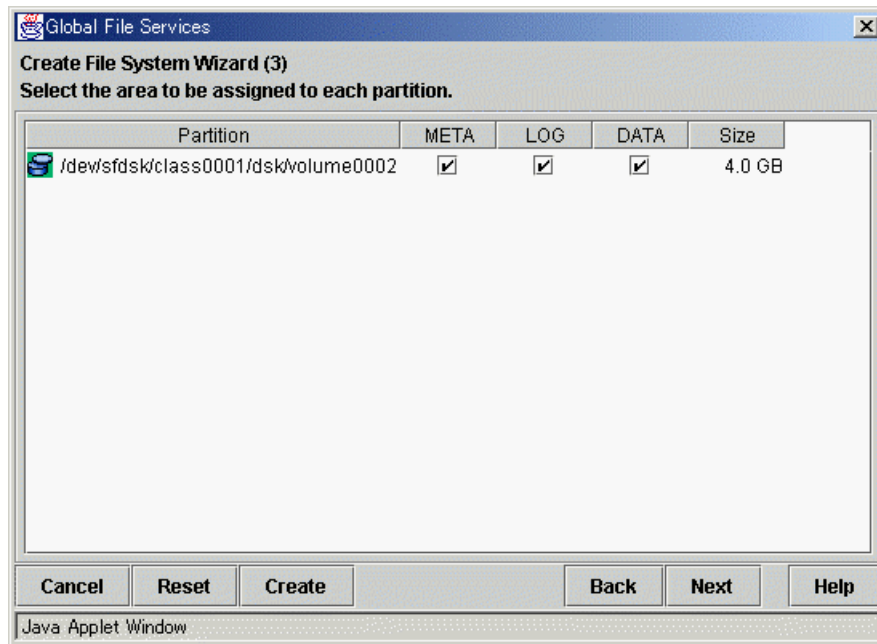 Global File Services
Create File System Wizard (3)
Select the area to be assigned to each partition.
Partition META LOG DATA Size
/dev/sfdsk/class0001/dsk/volume0002 4.0 GB
Cancel Reset Create Back Next Help
Java Applet Window